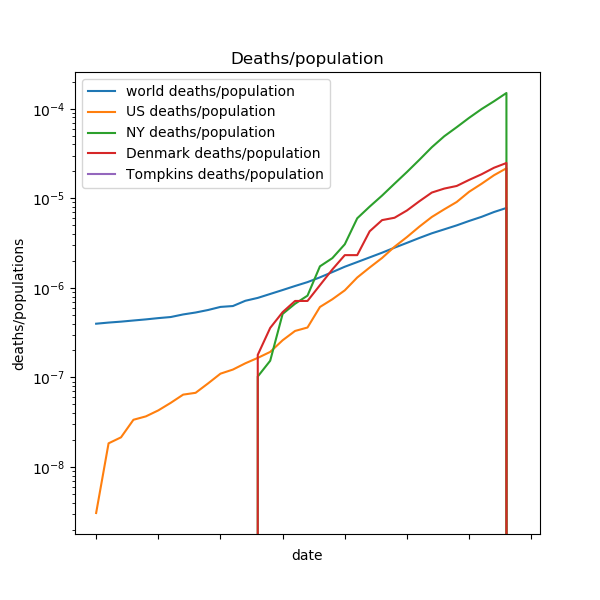 Deaths/population
world deaths/population
US deaths/population
NY deaths/population
Denmark deaths/population
Tompkins deaths/population
10⁻⁴
10⁻⁵
10⁻⁶
10⁻⁷
10⁻⁸
deaths/populations
date